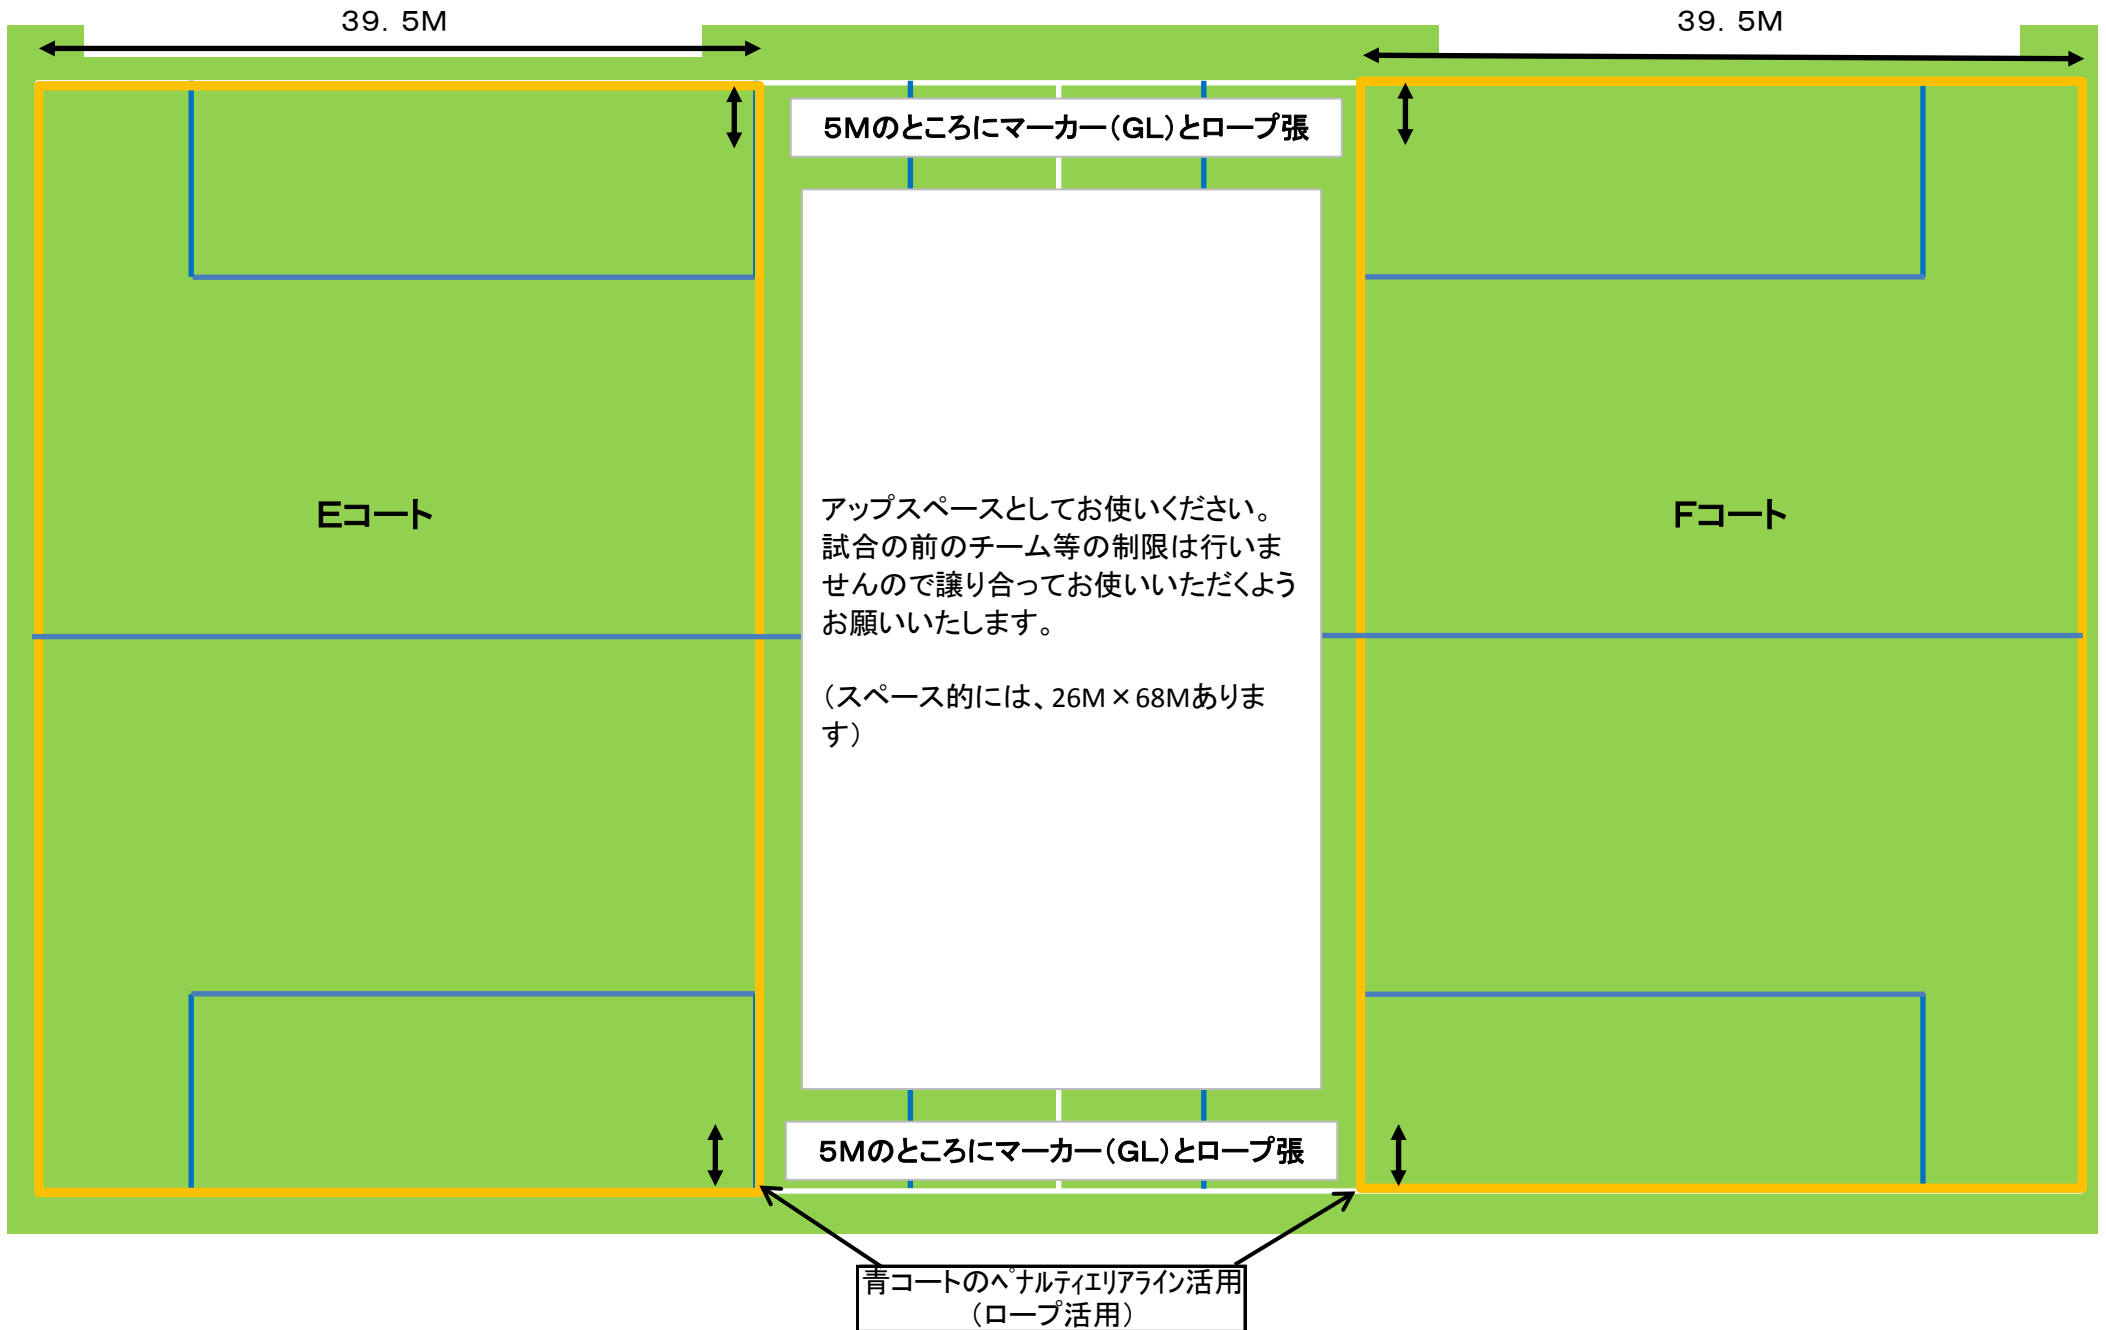 39．5M
39．5M
5Mのところにマーカー（GL）とロープ張
Eコート
Fコート
アップスペースとしてお使いください。
試合の前のチーム等の制限は行いま
せんので譲り合ってお使いいただくよう
お願いいたします。
（スペース的には、26M×68Mありま
す）
5Mのところにマーカー（GL）とロープ張
青コートのﾍﾟﾅﾙﾃｨｴﾘｱﾗｲﾝ活用
（ロープ活用）